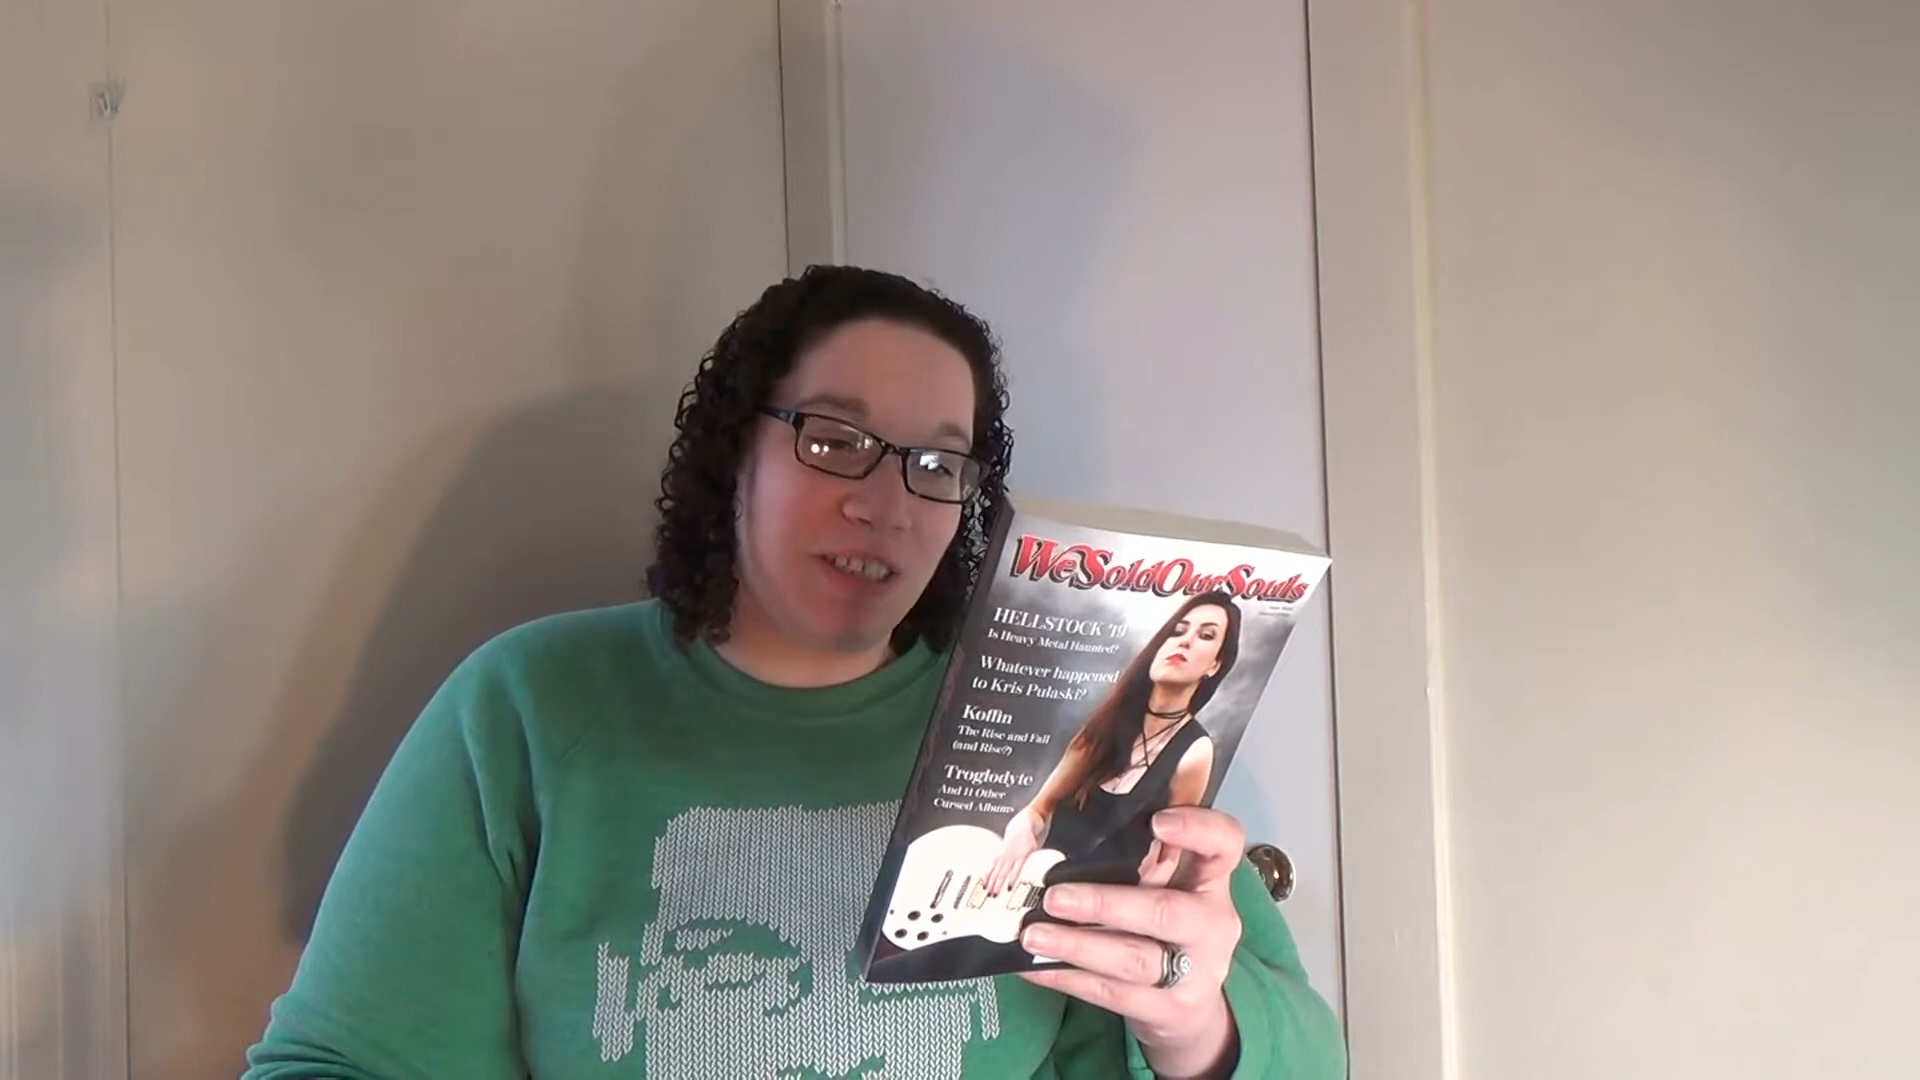 WeSoldOurSouls
HELLSTOCK '19
Is Heavy Metal Haunted?
Whatever happened
to Kris Pulaski?
Koffin
The Rise and Fall
(and Rise?)
Troglodyte
And 11 Other
Cursed Albums